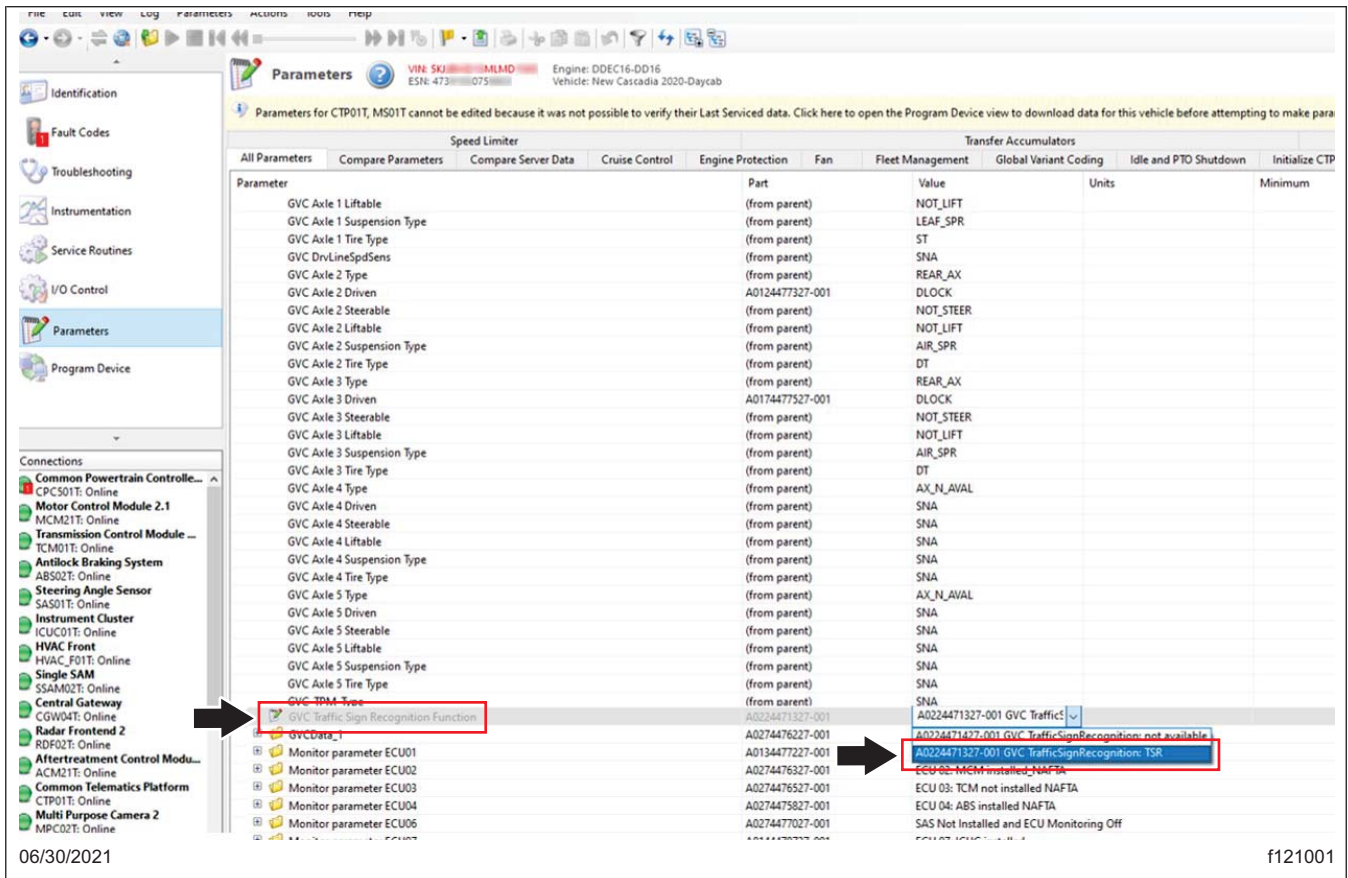 File Edit View Log Parameters Actions Tools Help
Parameters
VIN: 5KJ MLMD
ESN: 473 075
Engine: DDEC16-DD16
Vehicle: New Cascadia 2020-Daycab
Parameters for CTP01T, MS01T cannot be edited because it was not possible to verify their Last Serviced data. Click here to open the Program Device view to download data for this vehicle before attempting to make para
Speed Limiter Transfer Accumulators
All Parameters Compare Parameters Compare Server Data Cruise Control Engine Protection Fan Fleet Management Global Variant Coding Idle and PTO Shutdown Initialize CTP
Parameter Part Value Units Minimum
GVC Axle 1 Liftable (from parent) NOT_LIFT
GVC Axle 1 Suspension Type (from parent) LEAF_SPR
GVC Axle 1 Tire Type (from parent) ST
GVC DrvLineSpdSens (from parent) SNA
GVC Axle 2 Type (from parent) REAR_AX
GVC Axle 2 Driven A0124477327-001 DLOCK
GVC Axle 2 Steerable (from parent) NOT_STEER
GVC Axle 2 Liftable (from parent) NOT_LIFT
GVC Axle 2 Suspension Type (from parent) AIR_SPR
GVC Axle 2 Tire Type (from parent) DT
GVC Axle 3 Type (from parent) REAR_AX
GVC Axle 3 Driven A0174477527-001 DLOCK
GVC Axle 3 Steerable (from parent) NOT_STEER
GVC Axle 3 Liftable (from parent) NOT_LIFT
GVC Axle 3 Suspension Type (from parent) AIR_SPR
GVC Axle 3 Tire Type (from parent) DT
GVC Axle 4 Type (from parent) AX_N_AVAL
GVC Axle 4 Driven (from parent) SNA
GVC Axle 4 Steerable (from parent) SNA
GVC Axle 4 Liftable (from parent) SNA
GVC Axle 4 Suspension Type (from parent) SNA
GVC Axle 4 Tire Type (from parent) SNA
GVC Axle 5 Type (from parent) AX_N_AVAL
GVC Axle 5 Driven (from parent) SNA
GVC Axle 5 Steerable (from parent) SNA
GVC Axle 5 Liftable (from parent) SNA
GVC Axle 5 Suspension Type (from parent) SNA
GVC Axle 5 Tire Type (from parent) SNA
GVC TPM Type (from parent) SNA
GVC Traffic Sign Recognition Function A0224471327-001 A0224471327-001 GVC TrafficS
GVCData_1 A0274476227-001 A0224471427-001 GVC TrafficSignRecognition: not available
Monitor parameter ECU01 A0134477227-001 A0224471327-001 GVC TrafficSignRecognition: TSR
Monitor parameter ECU02 A0274476327-001 ECU 02: MCM installed_NAFTA
Monitor parameter ECU03 A0274476527-001 ECU 03: TCM not installed NAFTA
Monitor parameter ECU04 A0274475827-001 ECU 04: ABS installed NAFTA
Monitor parameter ECU06 A0274477027-001 SAS Not Installed and ECU Monitoring Off
Identification
Fault Codes
Troubleshooting
Instrumentation
Service Routines
I/O Control
Parameters
Program Device
Connections
Common Powertrain Controlle...
CPC501T: Online
Motor Control Module 2.1
MCM21T: Online
Transmission Control Module ...
TCM01T: Online
Antilock Braking System
ABS02T: Online
Steering Angle Sensor
SAS01T: Online
Instrument Cluster
ICUC01T: Online
HVAC Front
HVAC_F01T: Online
Single SAM
SSAM02T: Online
Central Gateway
CGW04T: Online
Radar Frontend 2
RDF02T: Online
Aftertreatment Control Modu...
ACM21T: Online
Common Telematics Platform
CTP01T: Online
Multi Purpose Camera 2
MPC02T: Online
06/30/2021 f121001